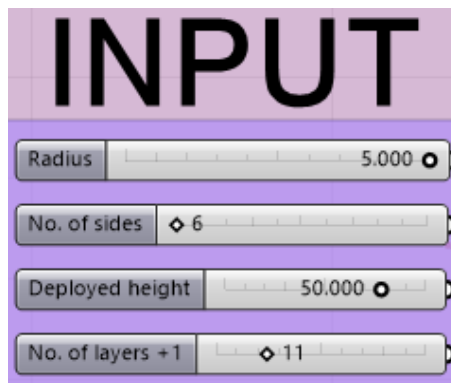 INPUT
Radius 5.000
No. of sides 6
Deployed height 50.000
No. of layers +1 11